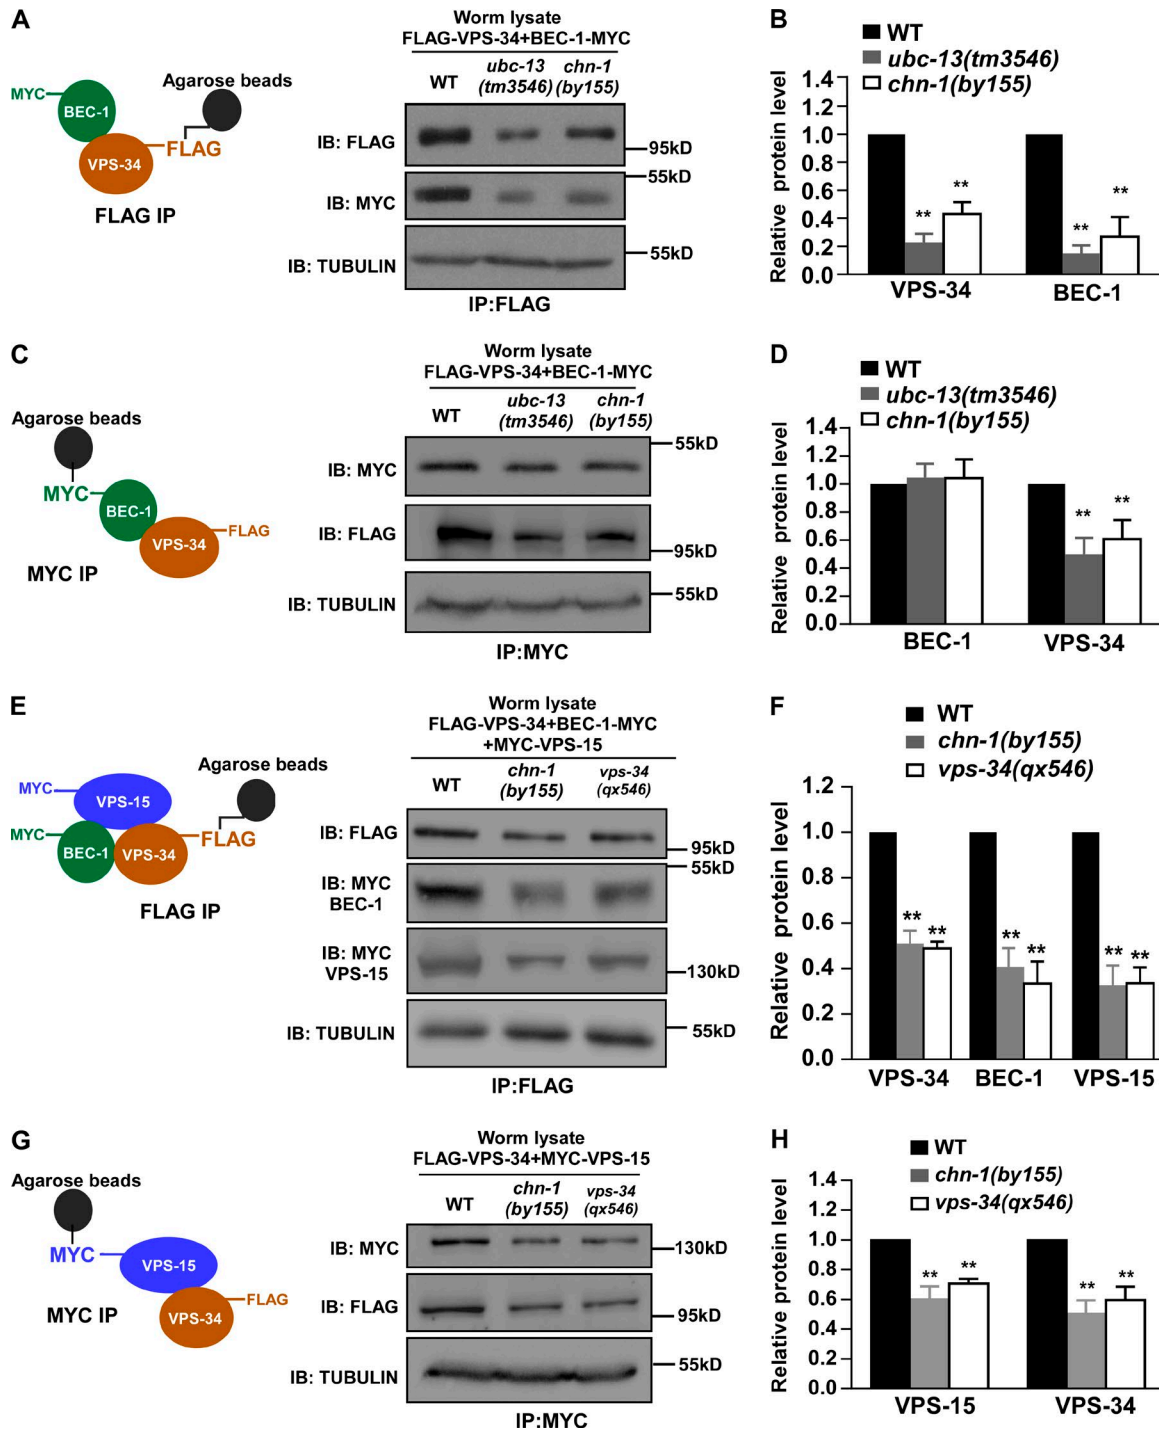 A
Worm lysate
FLAG-VPS-34+BEC-1-MYC
WT
ubc-13
(tm3546)
chn-1
(by155)
Agarose beads
MYC
BEC-1
VPS-34
FLAG
FLAG IP
IB: FLAG
95kD
55kD
IB: MYC
55kD
IB: TUBULIN
IP:FLAG
B
WT
ubc-13(tm3546)
chn-1(by155)
Relative protein level
1.4
1.2
1.0
0.8
0.6
0.4
0.2
0.0
**
**
**
**
VPS-34
BEC-1
C
Worm lysate
FLAG-VPS-34+BEC-1-MYC
WT
ubc-13
(tm3546)
chn-1
(by155)
Agarose beads
MYC
BEC-1
VPS-34
FLAG
MYC IP
55kD
IB: MYC
IB: FLAG
95kD
55kD
IB: TUBULIN
IP:MYC
D
WT
ubc-13(tm3546)
chn-1(by155)
Relative protein level
1.4
1.2
1.0
0.8
0.6
0.4
0.2
0.0
**
**
BEC-1
VPS-34
E
Worm lysate
FLAG-VPS-34+BEC-1-MYC
+MYC-VPS-15
WT
chn-1
(by155)
vps-34
(qx546)
Agarose beads
MYC
VPS-15
MYC
BEC-1
VPS-34
FLAG
FLAG IP
IB: FLAG
95kD
55kD
IB: MYC
BEC-1
IB: MYC
VPS-15
130kD
IB: TUBULIN
55kD
IP:FLAG
F
WT
chn-1(by155)
vps-34(qx546)
Relative protein level
1.2
1.0
0.8
0.6
0.4
0.2
0.0
**
**
**
**
**
**
VPS-34
BEC-1
VPS-15
G
Worm lysate
FLAG-VPS-34+MYC-VPS-15
WT
chn-1
(by155)
vps-34
(qx546)
Agarose beads
MYC
VPS-15
VPS-34
FLAG
MYC IP
IB: MYC
130kD
IB: FLAG
95kD
55kD
IB: TUBULIN
IP:MYC
H
WT
chn-1(by155)
vps-34(qx546)
Relative protein level
1.4
1.2
1.0
0.8
0.6
0.4
0.2
0.0
**
**
**
**
VPS-15
VPS-34